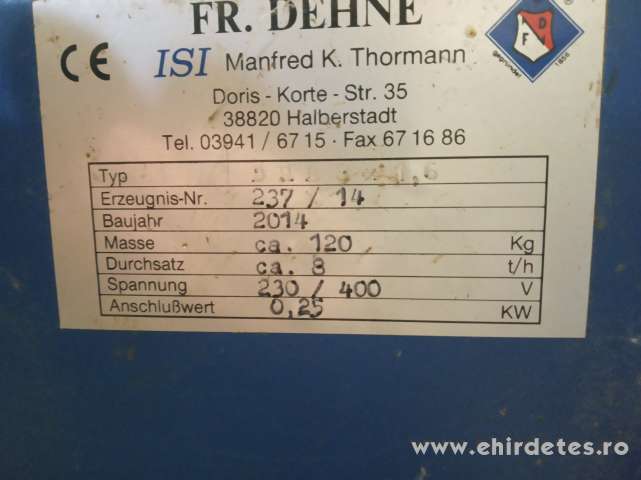 FR. DEHNE
CE ISI Manfred K. Thormann
Doris - Korte - Str. 35
38820 Halberstadt
Tel. 03941 / 67 15 · Fax 67 16 86
F D
gegründet 1856
Typ
Erzeugnis-Nr. 237 / 14
Baujahr 2014
Masse ca. 120 Kg
Durchsatz ca. 8 t/h
Spannung 230 / 400 V
Anschlußwert 0,25 KW
www.ehirdetes.ro